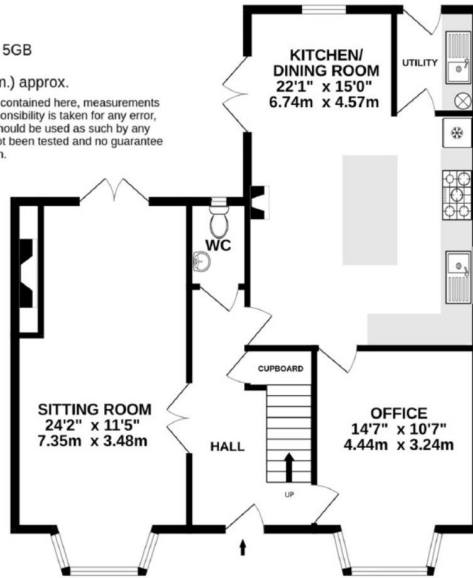 5GB
m.) approx.
contained here, measurements
onsibility is taken for any error,
hould be used as such by any
ot been tested and no guarantee
n.
KITCHEN/
DINING ROOM
22'1" x 15'0"
6.74m x 4.57m
UTILITY
WC
CUPBOARD
SITTING ROOM
24'2" x 11'5"
7.35m x 3.48m
HALL
OFFICE
14'7" x 10'7"
4.44m x 3.24m
UP